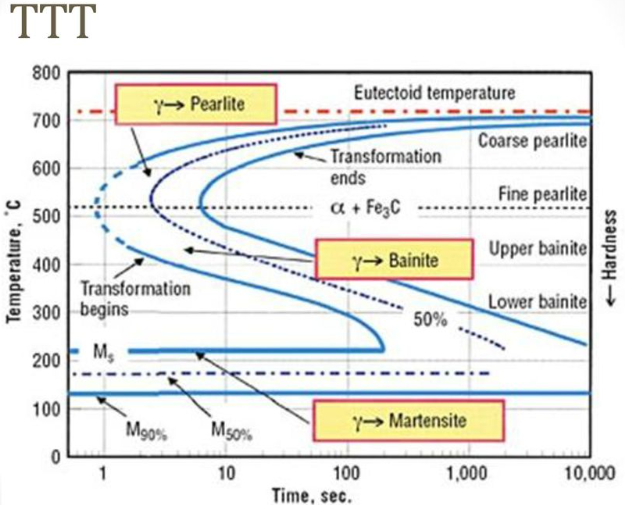 TTT
800
Eutectoid temperature
γ→ Pearlite
700
Coarse pearlite
Transformation
ends
600
Fine pearlite
α + Fe₃C
500
Upper bainite
γ→ Bainite
400
Transformation
begins
Lower bainite
300
50%
Ms
200
γ→ Martensite
100
M90%
M50%
0
1
10
100
1,000
10,000
Time, sec.
Temperature, °C
← Hardness